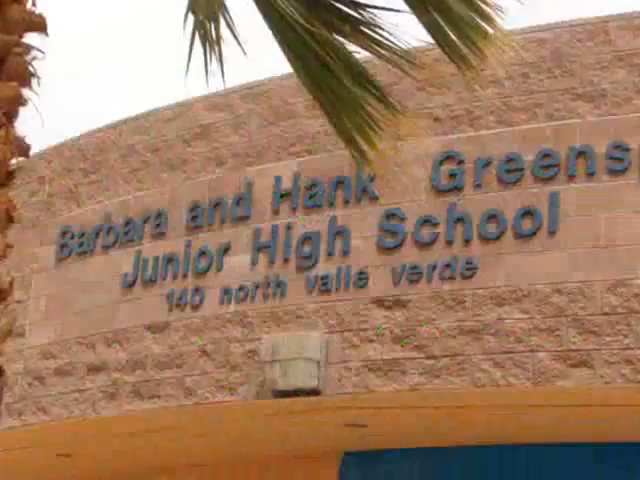 Barbara and Hank Greens
Junior High School
140 north valle verde